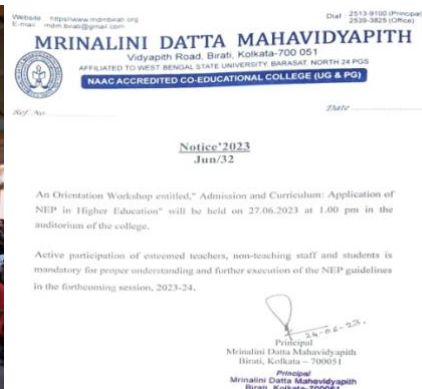 Website : https//www.mdmbirati.org
Dial : 2513-9100 (Principal)
E-mail : mdm.birati@gmail.com
2539-3825 (Office)
MRINALINI DATTA MAHAVIDYAPITH
Vidyapith Road, Birati, Kolkata-700 051
AFFILIATED TO WEST BENGAL STATE UNIVERSITY, BARASAT, NORTH 24 PGS
NAAC ACCREDITED CO-EDUCATIONAL COLLEGE (UG & PG)
Ref. No.
Date
Notice'2023
Jun/32
An Orientation Workshop entitled," Admission and Curriculum: Application of
NEP in Higher Education" will be held on 27.06.2023 at 1.00 pm in the
auditorium of the college.
Active participation of esteemed teachers, non-teaching staff and students is
mandatory for proper understanding and further execution of the NEP guidelines
in the forthcoming session, 2023-24.
24-06-23.
Principal
Mrinalini Datta Mahavidyapith
Birati, Kolkata – 700051
Principal
Mrinalini Datta Mahavidyapith
Birati, Kolkata